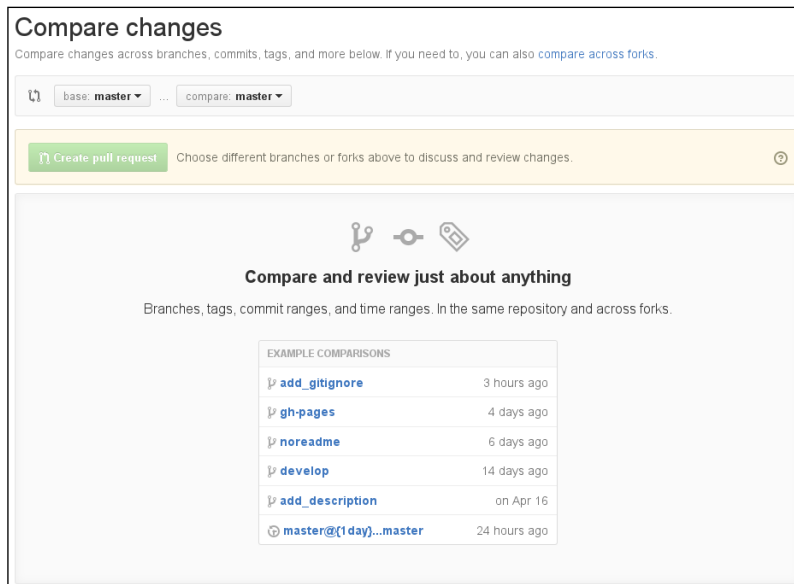 Compare changes
Compare changes across branches, commits, tags, and more below. If you need to, you can also compare across forks.
base: master ... compare: master
Create pull request Choose different branches or forks above to discuss and review changes.
Compare and review just about anything
Branches, tags, commit ranges, and time ranges. In the same repository and across forks.
EXAMPLE COMPARISONS
add_gitignore 3 hours ago
gh-pages 4 days ago
noreadme 6 days ago
develop 14 days ago
add_description on Apr 16
master@{1day}...master 24 hours ago